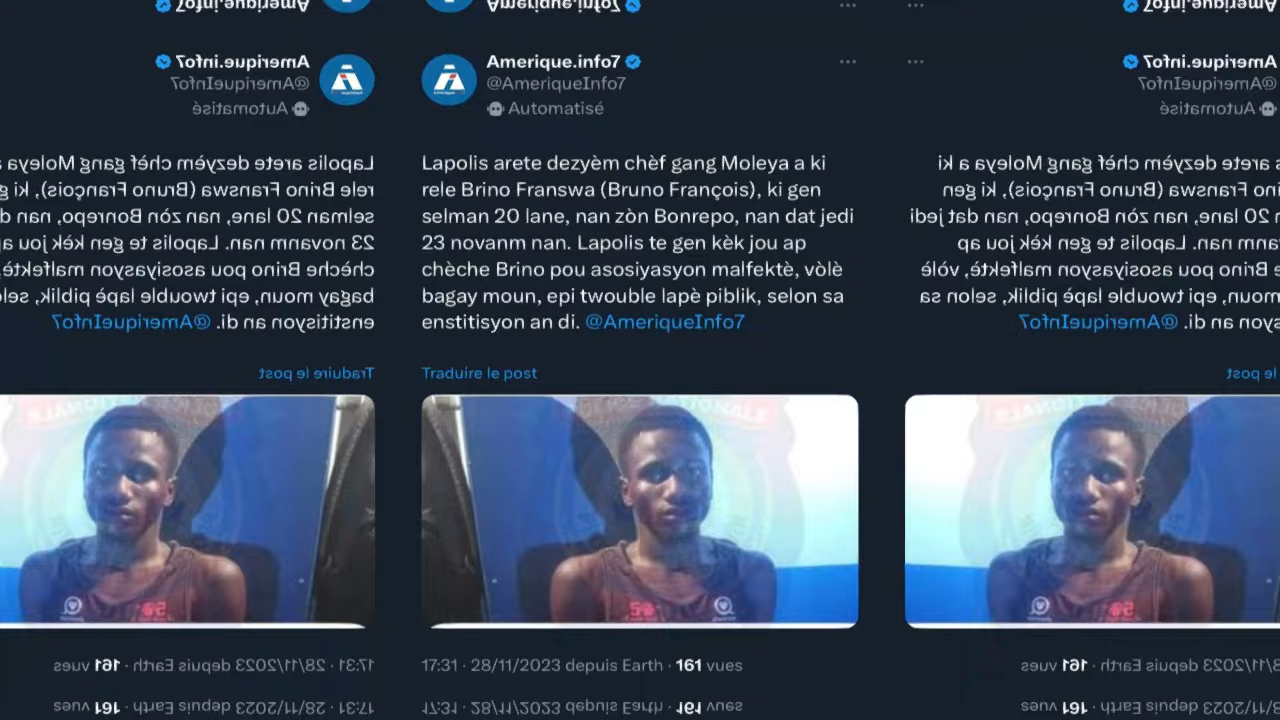 Amerique.info7
@AmeriqueInfo7
Automatisé
Lapolis arete dezyèm chèf gang Moleya a ki
rele Brino Franswa (Bruno François), ki gen
selman 20 lane, nan zòn Bonrepo, nan dat jedi
23 novanm nan. Lapolis te gen kèk jou ap
chèche Brino pou asosiyasyon malfektè, vòlè
bagay moun, epi twouble lapè piblik, selon sa
enstitisyon an di. @AmeriqueInfo7
Traduire le post
17:31 · 28/11/2023 depuis Earth · 161 vues